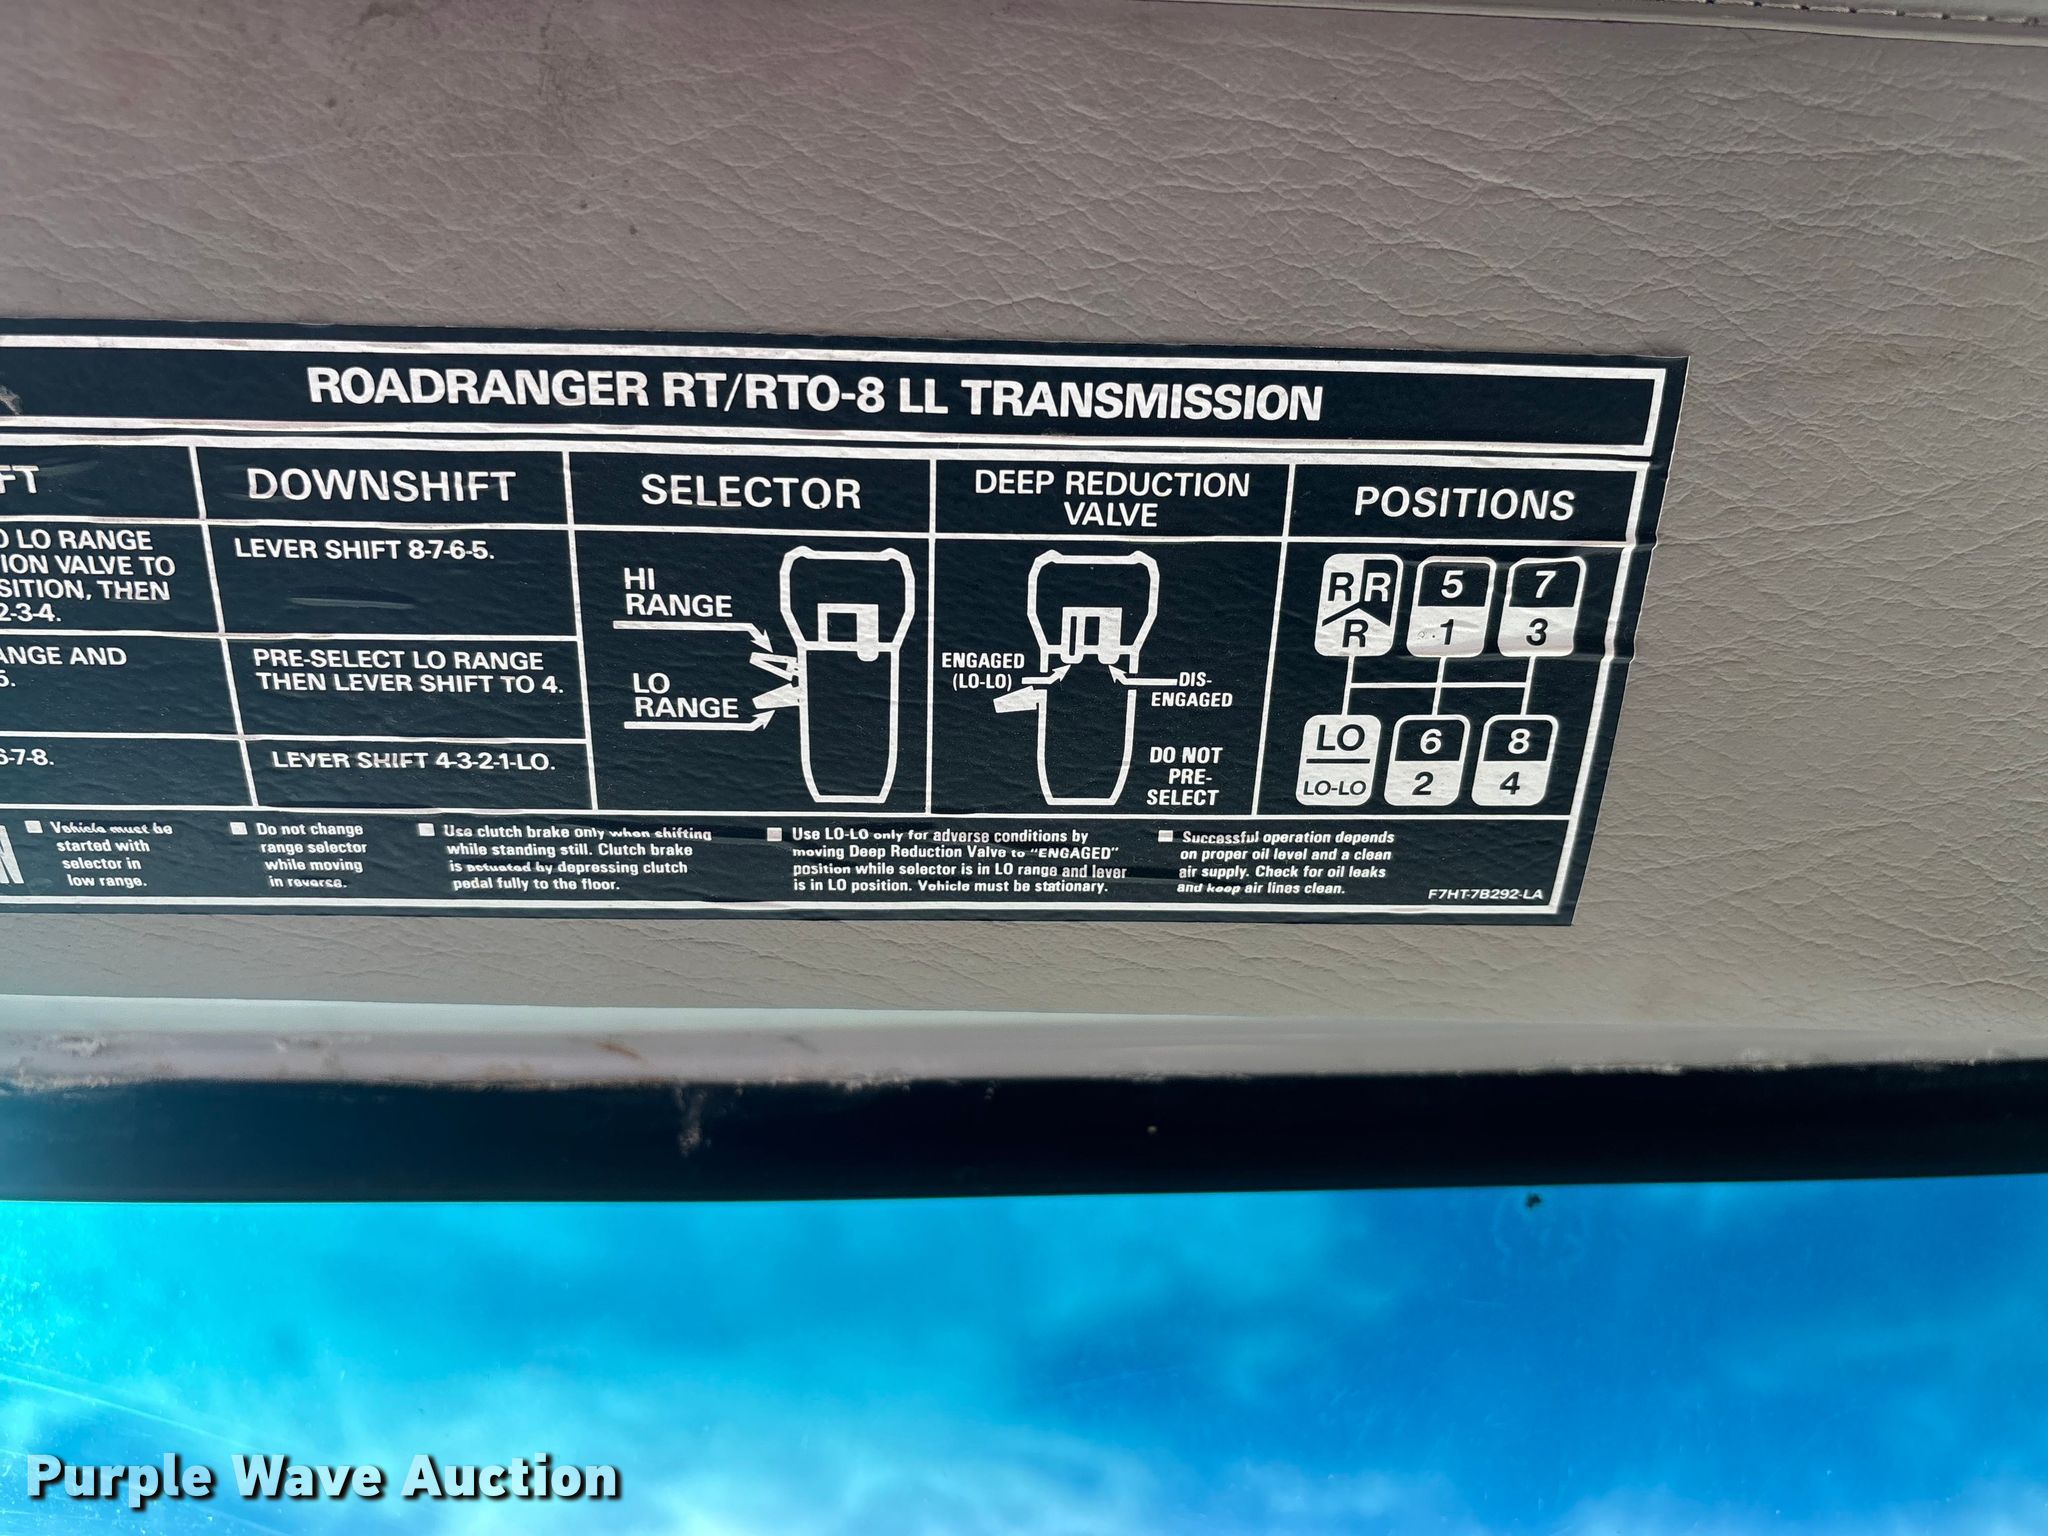 ROADRANGER RT/RTO-8 LL TRANSMISSION
FT
DOWNSHIFT
SELECTOR
DEEP REDUCTION
VALVE
POSITIONS
O LO RANGE
ION VALVE TO
SITION, THEN
2-3-4.
LEVER SHIFT 8-7-6-5.
ANGE AND
5.
PRE-SELECT LO RANGE
THEN LEVER SHIFT TO 4.
6-7-8.
LEVER SHIFT 4-3-2-1-LO.
HI
RANGE
LO
RANGE
ENGAGED
(LO-LO)
DIS-
ENGAGED
DO NOT
PRE-
SELECT
R R 5 7
R 1 3
LO 6 8
LO-LO 2 4
N
Vehicle must be
started with
selector in
low range.
Do not change
range selector
while moving
in reverse.
Use clutch brake only when shifting
while standing still. Clutch brake
is actuated by depressing clutch
pedal fully to the floor.
Use LO-LO only for adverse conditions by
moving Deep Reduction Valve to "ENGAGED"
position while selector is in LO range and lever
is in LO position. Vehicle must be stationary.
Successful operation depends
on proper oil level and a clean
air supply. Check for oil leaks
and keep air lines clean.
F7HT-7B292-LA
Purple Wave Auction